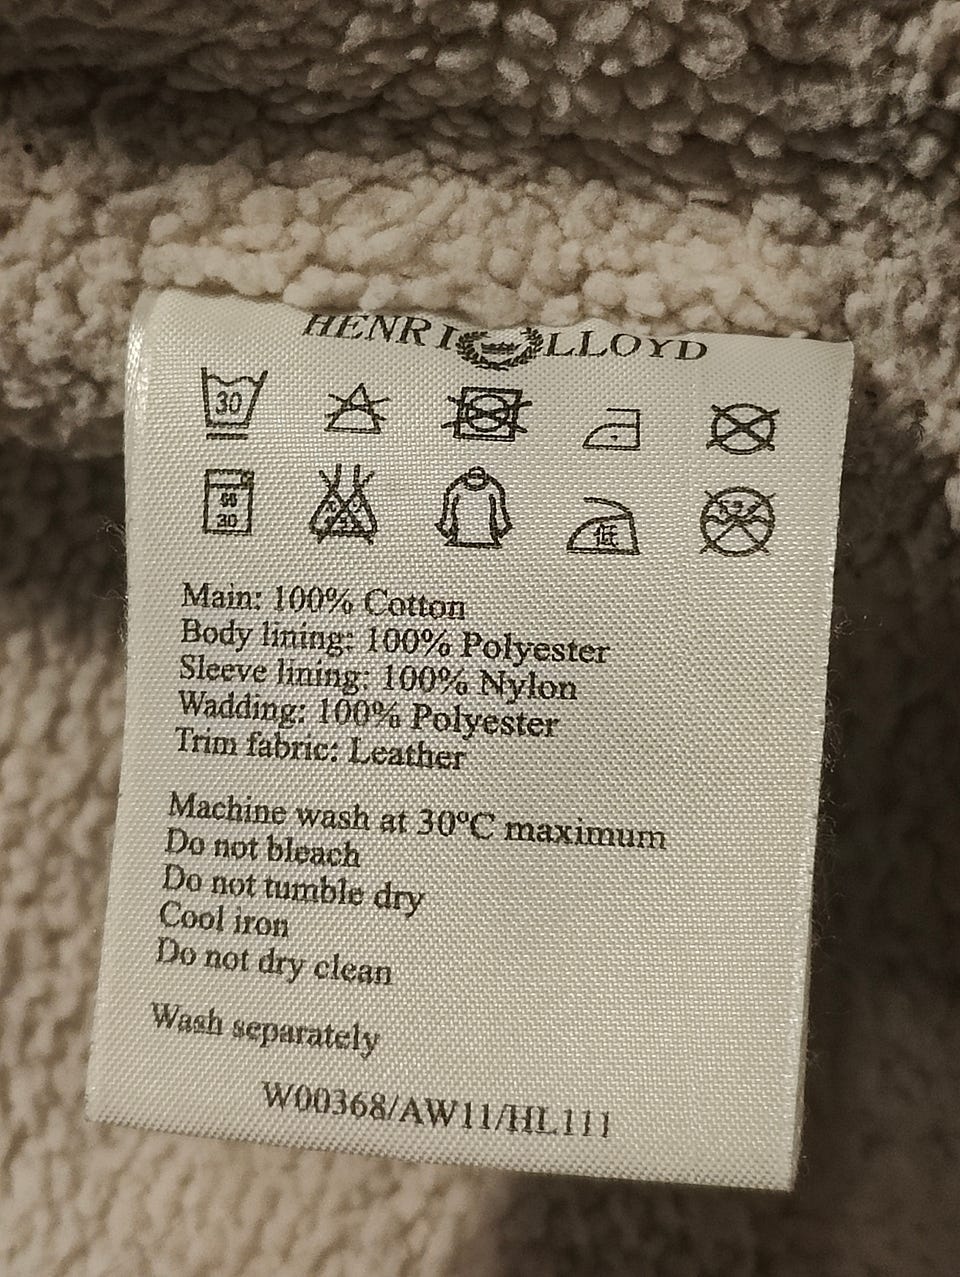 HENRI LLOYD
30
30
低
Main: 100% Cotton
Body lining: 100% Polyester
Sleeve lining: 100% Nylon
Wadding: 100% Polyester
Trim fabric: Leather
Machine wash at 30°C maximum
Do not bleach
Do not tumble dry
Cool iron
Do not dry clean
Wash separately
W00368/AW11/HL111